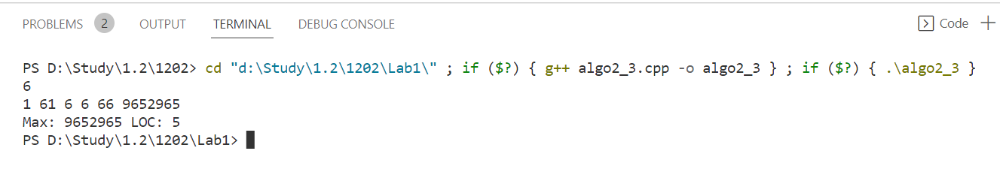 PROBLEMS 2 OUTPUT TERMINAL DEBUG CONSOLE Code
PS D:\Study\1.2\1202> cd "d:\Study\1.2\1202\Lab1\" ; if ($?) { g++ algo2_3.cpp -o algo2_3 } ; if ($?) { .\algo2_3 }
6
1 61 6 6 66 9652965
Max: 9652965 LOC: 5
PS D:\Study\1.2\1202\Lab1>